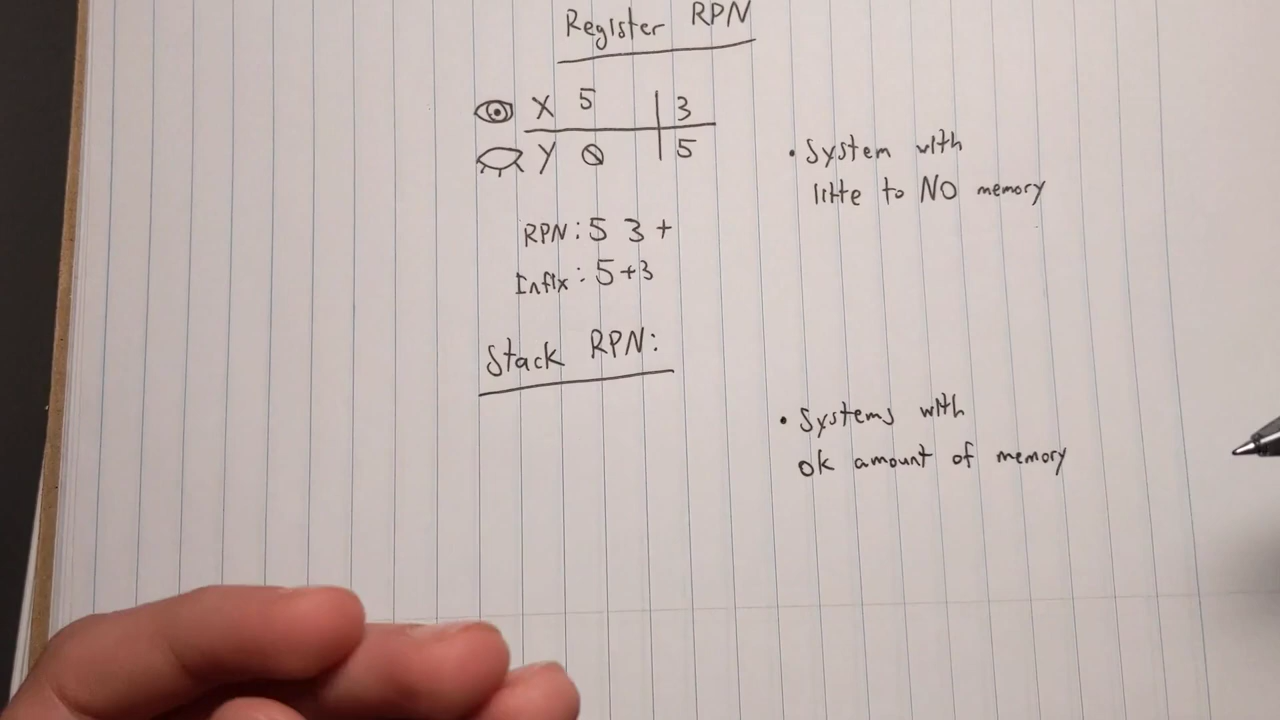 Register RPN
X 5 3
Y ⦸ 5
• System with
litte to NO memory
RPN: 5 3 +
Infix: 5+3
Stack RPN:
• Systems with
ok amount of memory